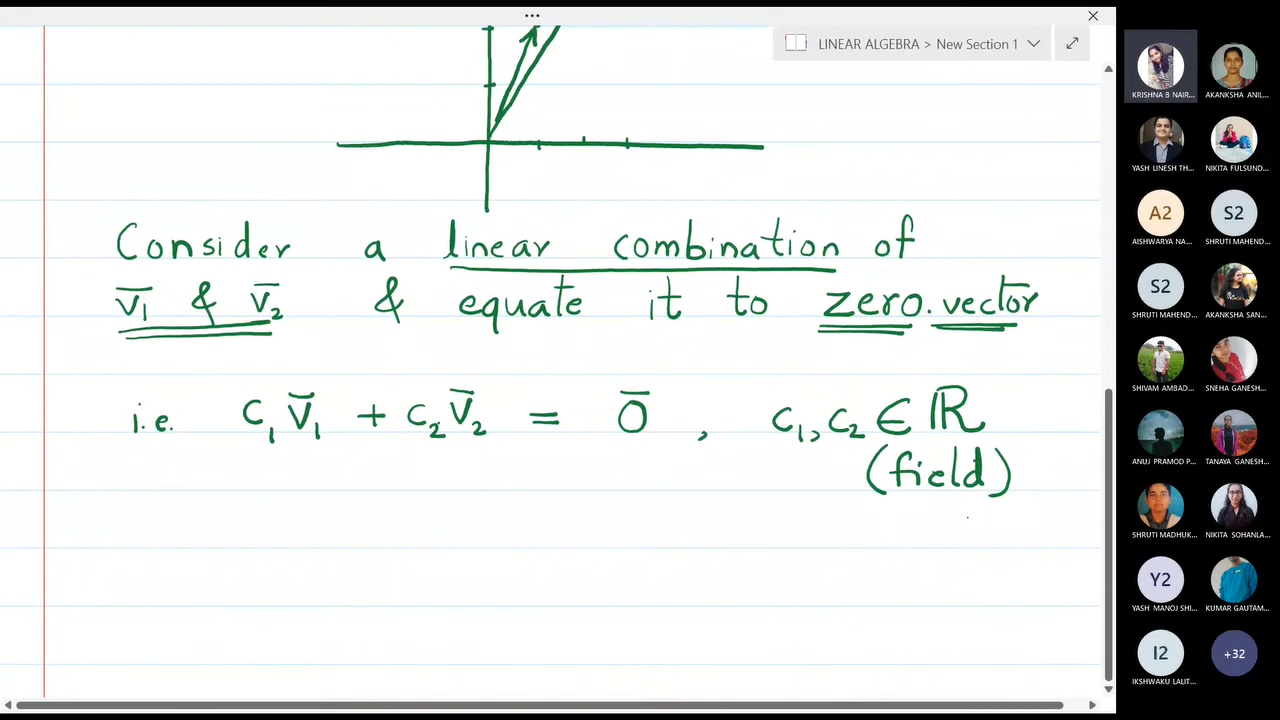 LINEAR ALGEBRA > New Section 1
Consider a linear combination of
v̄₁ & v̄₂ & equate it to zero.vector
i.e. c₁v̄₁ + c₂v̄₂ = 0̄ , c₁, c₂ ∈ ℝ
(field)
KRISHNA B NAIR...
AKANKSHA ANIL...
YASH LINESH TH...
NIKITA FULSUND...
A2
S2
AISHWARYA NA...
SHRUTI MAHEND...
S2
SHRUTI MAHEND...
AKANKSHA SAN...
SHIVAM AMBAD...
SNEHA GANESH...
ANUJ PRAMOD P...
TANAYA GANESH...
SHRUTI MADHUK...
NIKITA SOHANLA...
Y2
YASH MANOJ SHI...
KUMAR GAUTAM...
I2
+32
IKSHWAKU LALIT...